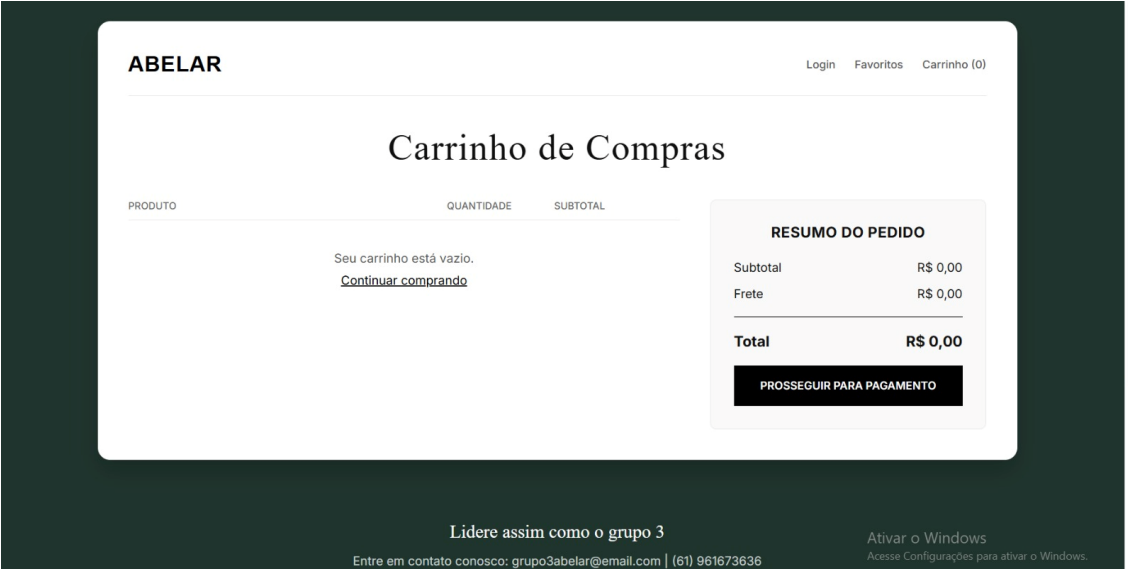 ABELAR
Login Favoritos Carrinho (0)
Carrinho de Compras
PRODUTO QUANTIDADE SUBTOTAL
Seu carrinho está vazio.
Continuar comprando
RESUMO DO PEDIDO
Subtotal R$ 0,00
Frete R$ 0,00
Total R$ 0,00
PROSSEGUIR PARA PAGAMENTO
Lidere assim como o grupo 3
Entre em contato conosco: grupo3abelar@email.com | (61) 961673636
Ativar o Windows
Acesse Configurações para ativar o Windows.